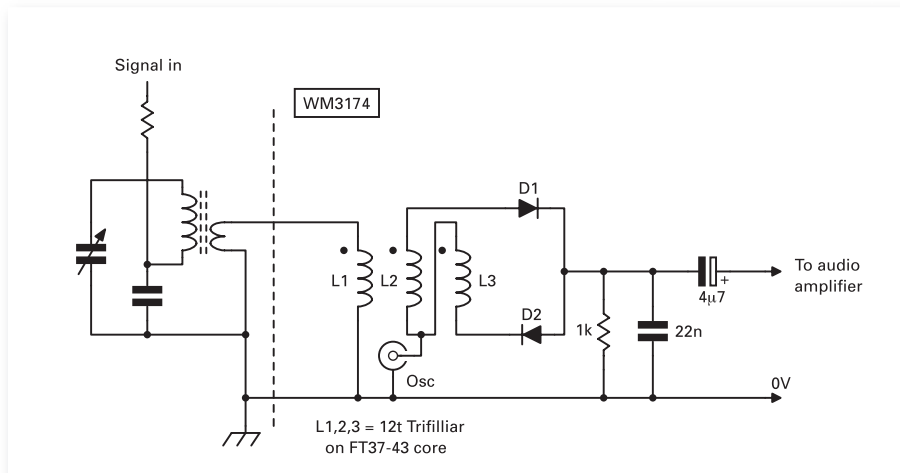 Signal in
WM3174
D1
L1
L2
L3
D2
1k
22n
4µ7
+
To audio
amplifier
Osc
0V
L1,2,3 = 12t Trifilliar
on FT37-43 core